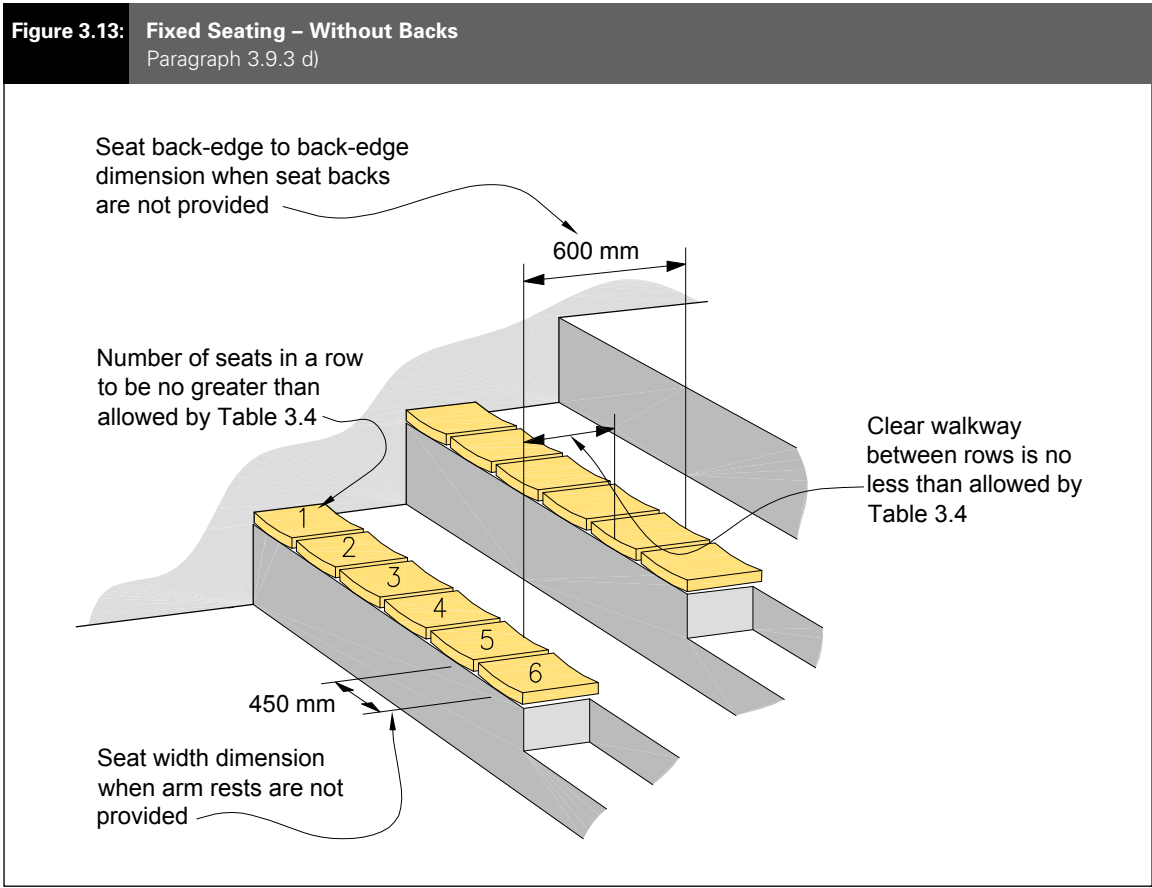 Figure 3.13: Fixed Seating – Without Backs
Paragraph 3.9.3 d)
Seat back-edge to back-edge
dimension when seat backs
are not provided
600 mm
Number of seats in a row
to be no greater than
allowed by Table 3.4
Clear walkway
between rows is no
less than allowed by
Table 3.4
1
2
3
4
5
6
450 mm
Seat width dimension
when arm rests are not
provided